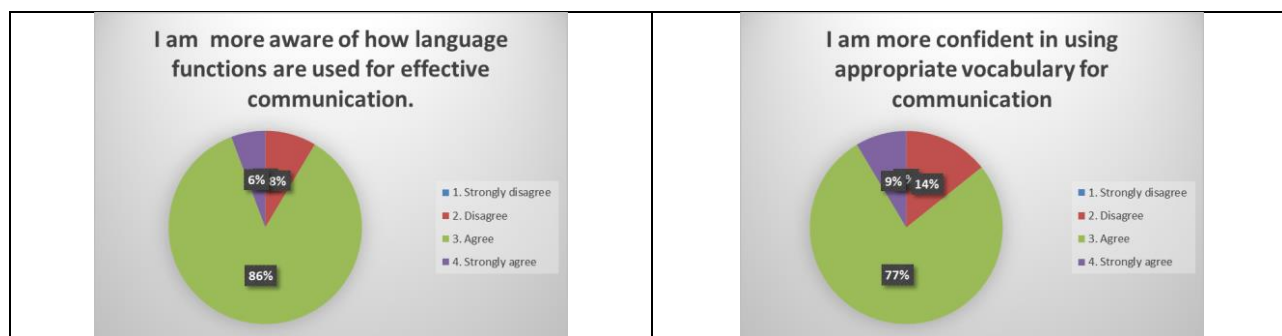 I am more aware of how language
functions are used for effective
communication.
6%
8%
86%
1. Strongly disagree
2. Disagree
3. Agree
4. Strongly agree
I am more confident in using
appropriate vocabulary for
communication
9%
14%
77%
1. Strongly disagree
2. Disagree
3. Agree
4. Strongly agree